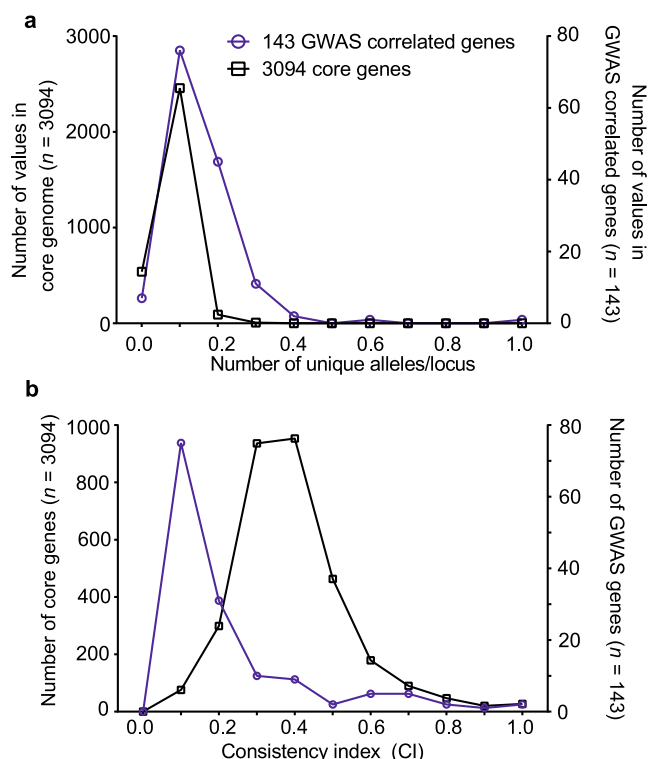 a
143 GWAS correlated genes
3094 core genes
Number of values in
core genome (n = 3094)
3000
2000
1000
0
80
60
40
20
0
Number of values in
GWAS correlated genes (n = 143)
0.0 0.2 0.4 0.6 0.8 1.0
Number of unique alleles/locus
b
Number of core genes (n = 3094)
1000
800
600
400
200
0
80
60
40
20
0
Number of GWAS genes (n = 143)
0.0 0.2 0.4 0.6 0.8 1.0
Consistency index (CI)